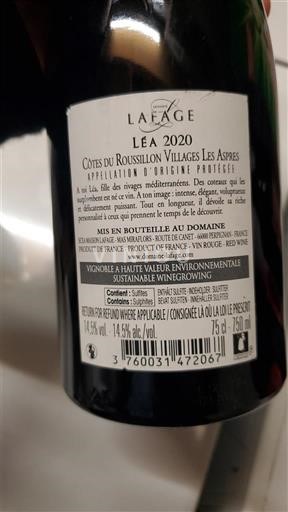 LAFAGE
LÉA 2020
CÔTES DU ROUSSILLON VILLAGES LES ASPRES
APPELLATION D'ORIGINE PROTÉGÉE
A toi Léa, fille des rivages méditerranéens. Des coteaux qui les
surplombent est né ce vin, à ton image : intense, élégant, voluptueux
et délicatement puissant. Tout en longueur, il dévoile sa riche
personnalité à ceux qui prennent le temps de le découvrir.
MIS EN BOUTEILLE AU DOMAINE
MAISON LAFAGE - MAS MIRAFLORS - ROUTE DE CANET - 66000 PERPIGNAN - FRANCE
PRODUIT DE FRANCE - PRODUCT OF FRANCE - VIN ROUGE - RED WINE
www.domaine-lafage.com
VIGNOBLE A HAUTE VALEUR ENVIRONNEMENTALE
SUSTAINABLE WINEGROWING
Contient : Sulfites ENTHÄLT SULFITE - INDEHOLDER SULFITTER
Contains : Sulphites BEVAT SULFIETEN - INNEHÅLLER SULFITER
RETURN FOR REFUND WHERE APPLICABLE / CONSIGNÉE LÀ OÙ LA LOI LE PRESCRIT
14,5% vol. - 14.5% alc./vol. 75 cl - 750 ml
3 760031 472067